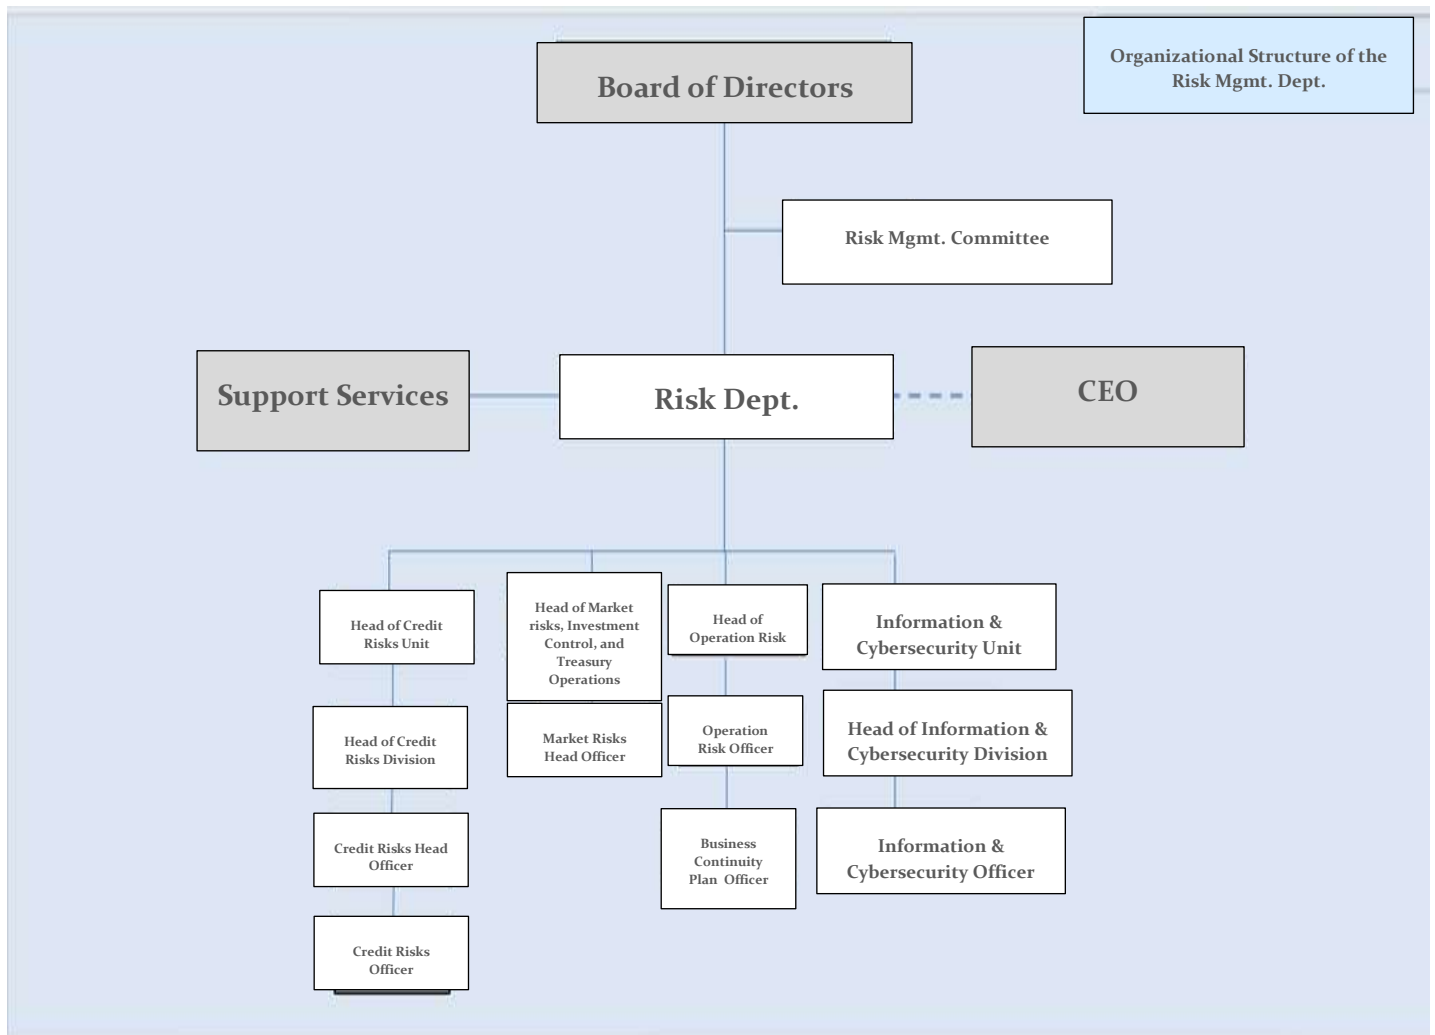 Organizational Structure of the
Risk Mgmt. Dept.
Board of Directors
Risk Mgmt. Committee
Support Services
Risk Dept.
CEO
Head of Credit
Risks Unit
Head of Market
risks, Investment
Control, and
Treasury
Operations
Head of
Operation Risk
Information &
Cybersecurity Unit
Head of Credit
Risks Division
Market Risks
Head Officer
Operation
Risk Officer
Head of Information &
Cybersecurity Division
Credit Risks Head
Officer
Business
Continuity
Plan Officer
Information &
Cybersecurity Officer
Credit Risks
Officer